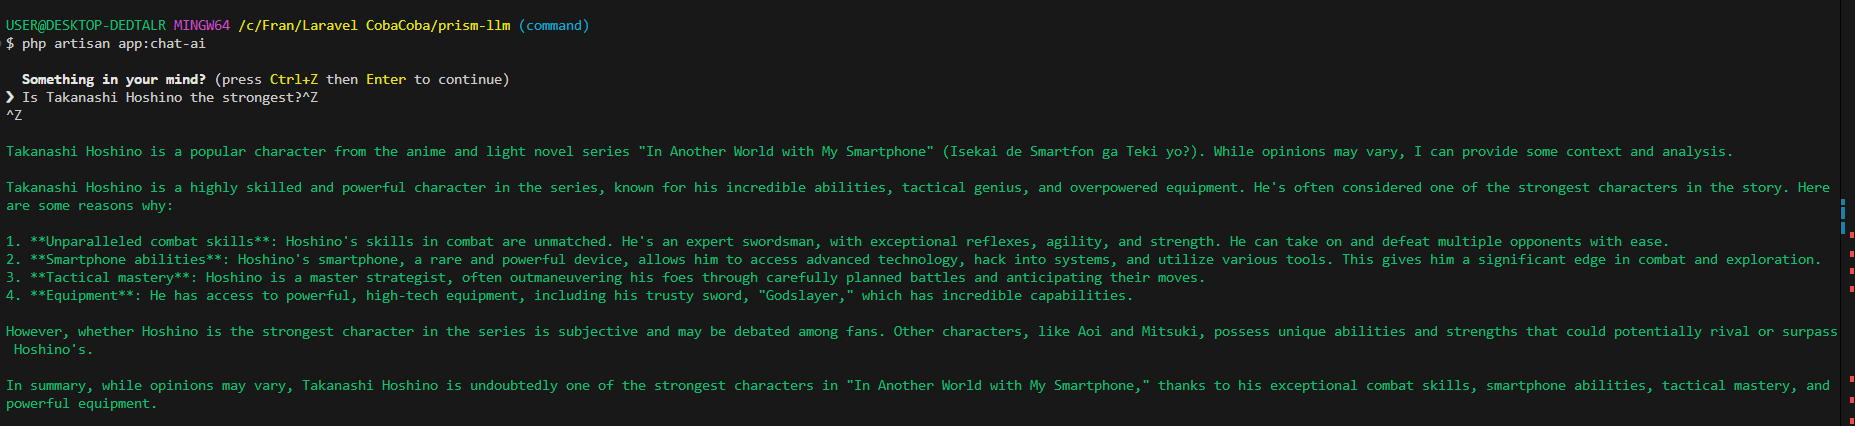 USER@DESKTOP-DEDTALR MINGW64 /c/Fran/Laravel CobaCoba/prism-llm (command)
$ php artisan app:chat-ai
Something in your mind? (press Ctrl+Z then Enter to continue)
❯ Is Takanashi Hoshino the strongest?^Z
^Z
Takanashi Hoshino is a popular character from the anime and light novel series "In Another World with My Smartphone" (Isekai de Smartfon ga Teki yo?). While opinions may vary, I can provide some context and analysis.
Takanashi Hoshino is a highly skilled and powerful character in the series, known for his incredible abilities, tactical genius, and overpowered equipment. He's often considered one of the strongest characters in the story. Here
are some reasons why:
1. **Unparalleled combat skills**: Hoshino's skills in combat are unmatched. He's an expert swordsman, with exceptional reflexes, agility, and strength. He can take on and defeat multiple opponents with ease.
2. **Smartphone abilities**: Hoshino's smartphone, a rare and powerful device, allows him to access advanced technology, hack into systems, and utilize various tools. This gives him a significant edge in combat and exploration.
3. **Tactical mastery**: Hoshino is a master strategist, often outmaneuvering his foes through carefully planned battles and anticipating their moves.
4. **Equipment**: He has access to powerful, high-tech equipment, including his trusty sword, "Godslayer," which has incredible capabilities.
However, whether Hoshino is the strongest character in the series is subjective and may be debated among fans. Other characters, like Aoi and Mitsuki, possess unique abilities and strengths that could potentially rival or surpass
Hoshino's.
In summary, while opinions may vary, Takanashi Hoshino is undoubtedly one of the strongest characters in "In Another World with My Smartphone," thanks to his exceptional combat skills, smartphone abilities, tactical mastery, and
powerful equipment.